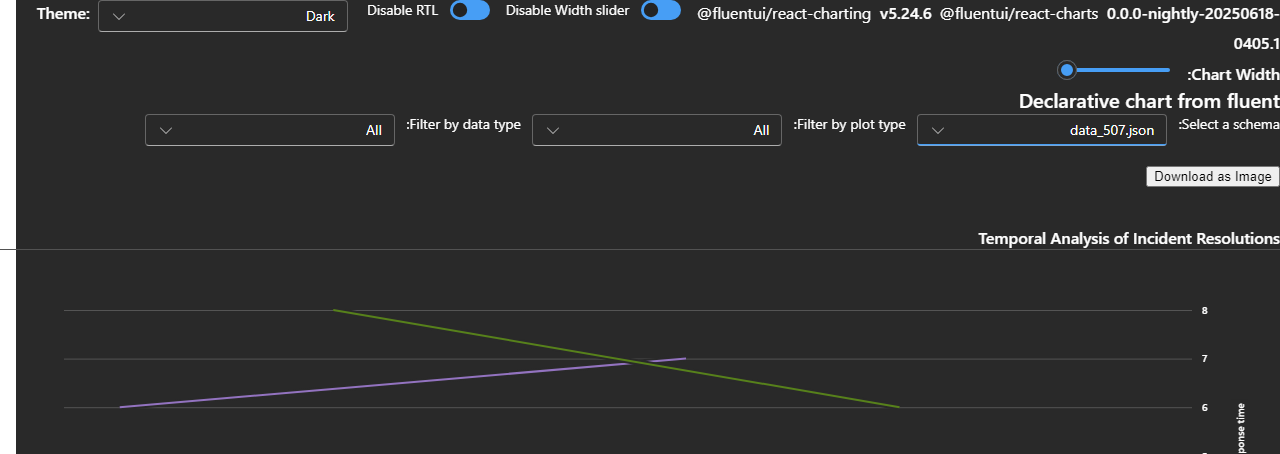 Theme: Dark Disable RTL Disable Width slider @fluentui/react-charting v5.24.6 @fluentui/react-charts 0.0.0-nightly-20250618-
0405.1
:Chart Width
Declarative chart from fluent
:Select a schema data_507.json :Filter by plot type All :Filter by data type All
Download as Image
Temporal Analysis of Incident Resolutions
8
7
6
time